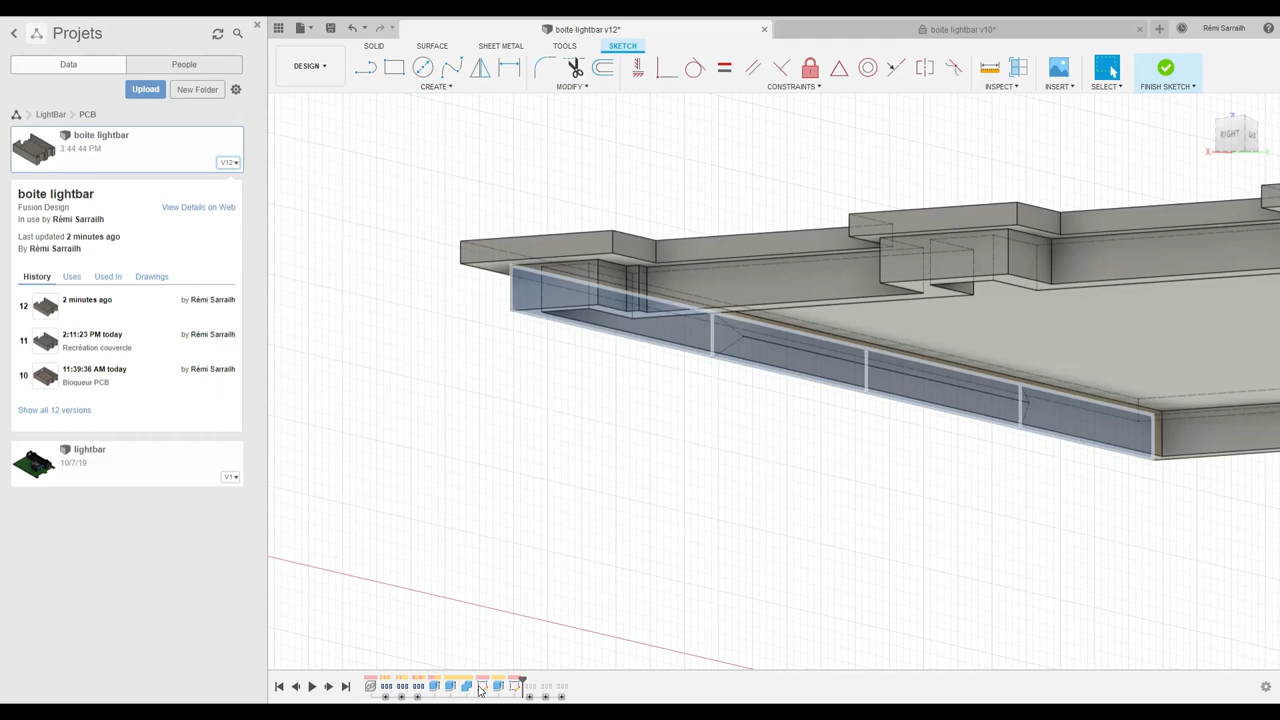 Projets
boite lightbar v12*
boite lightbar v10*
Rémi Sarrailh
SOLID
SURFACE
SHEET METAL
TOOLS
SKETCH
Data
People
DESIGN ▾
CREATE ▾
MODIFY ▾
CONSTRAINTS ▾
INSPECT ▾
INSERT ▾
SELECT ▾
FINISH SKETCH ▾
Upload
New Folder
LightBar
PCB
boite lightbar
3:44:44 PM
V12▾
boite lightbar
Fusion Design
View Details on Web
In use by Rémi Sarrailh
Last updated 2 minutes ago
By Rémi Sarrailh
History
Uses
Used In
Drawings
12
2 minutes ago
by Rémi Sarrailh
11
2:11:23 PM today
by Rémi Sarrailh
Recréation couvercle
10
11:39:36 AM today
by Rémi Sarrailh
Bloqueur PCB
Show all 12 versions
lightbar
10/7/19
V1▾
Z
RIGHT
X